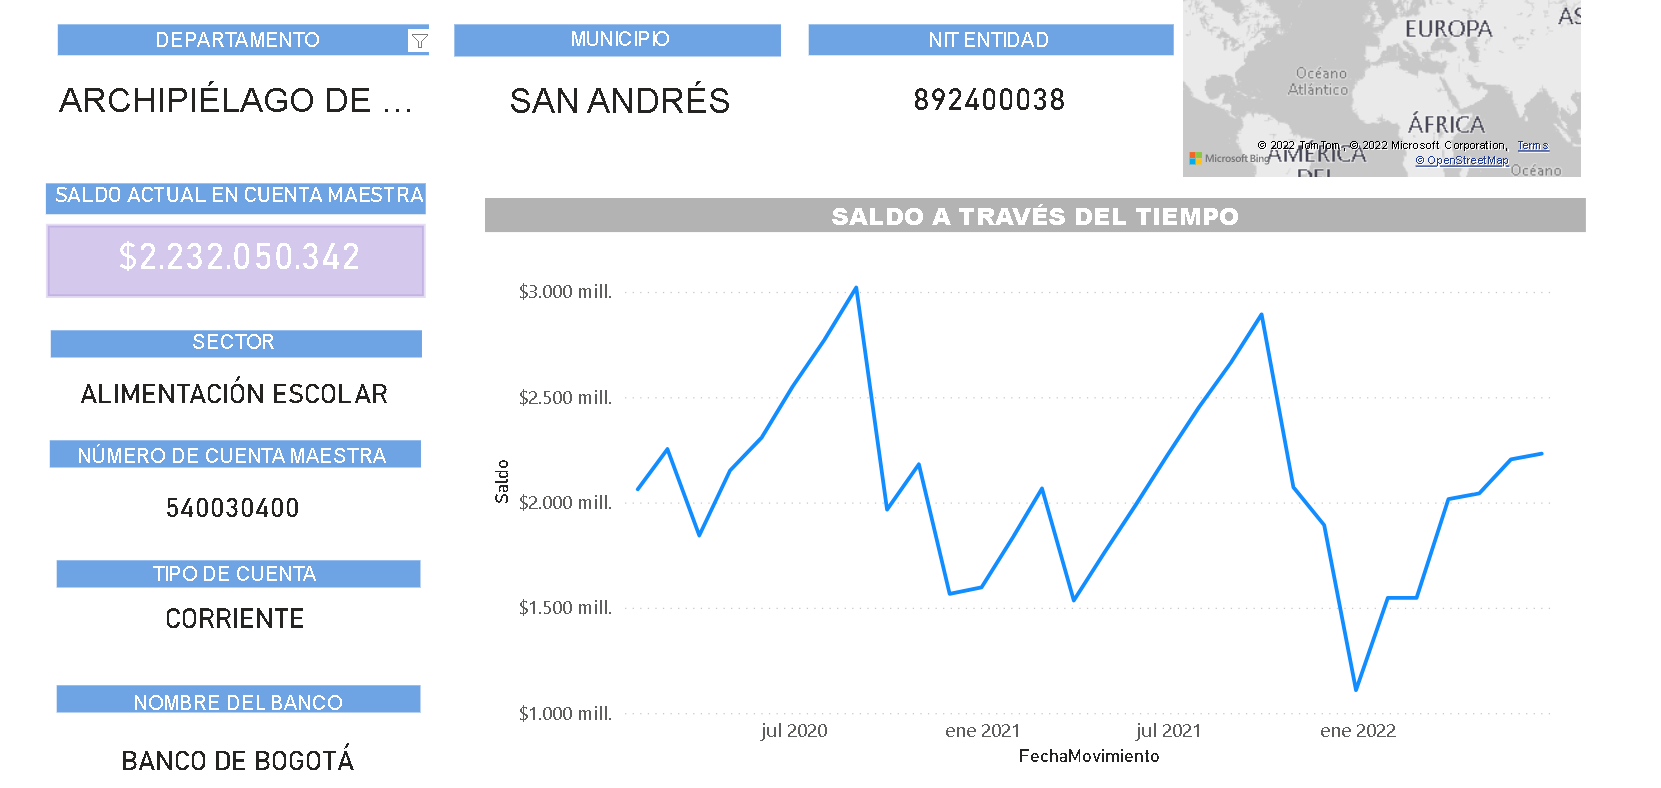 DEPARTAMENTO
ARCHIPIÉLAGO DE ...
MUNICIPIO
SAN ANDRÉS
NIT ENTIDAD
892400038
EUROPA
AS
Océano
Atlántico
ÁFRICA
© 2022 TomTom, © 2022 Microsoft Corporation, Terms
© OpenStreetMap
Microsoft Bing
AMÉRICA
DEL
Océano
SALDO ACTUAL EN CUENTA MAESTRA
$2.232.050.342
SECTOR
ALIMENTACIÓN ESCOLAR
NÚMERO DE CUENTA MAESTRA
540030400
TIPO DE CUENTA
CORRIENTE
NOMBRE DEL BANCO
BANCO DE BOGOTÁ
SALDO A TRAVÉS DEL TIEMPO
Saldo
$3.000 mill.
$2.500 mill.
$2.000 mill.
$1.500 mill.
$1.000 mill.
jul 2020 ene 2021 jul 2021 ene 2022
FechaMovimiento